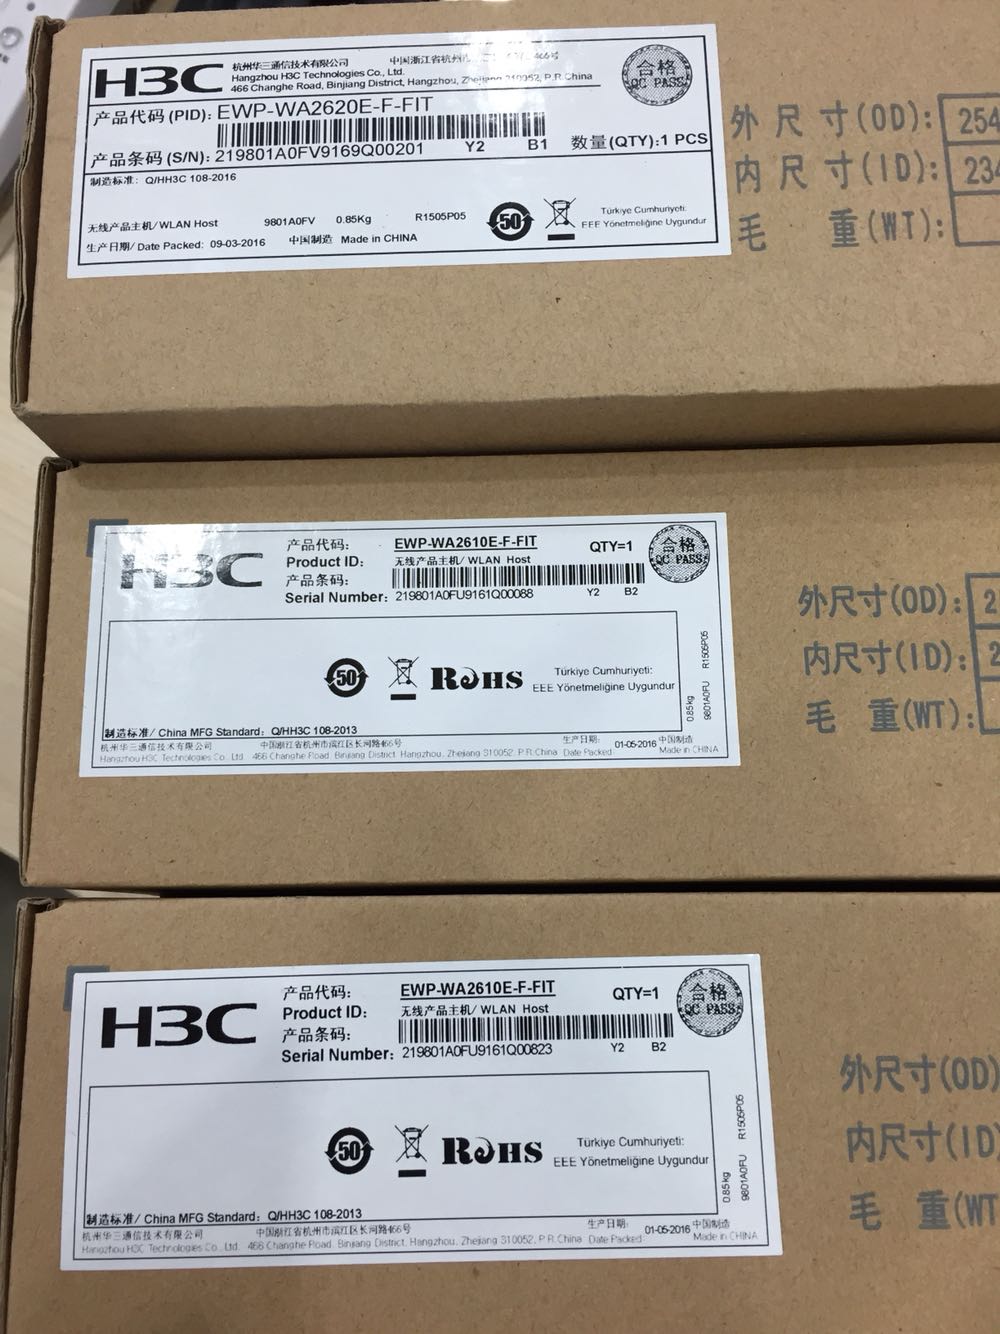 H3C
杭州华三通信技术有限公司
中国浙江省杭州
466号
Hangzhou H3C Technologies Co., Ltd.
466 Changhe Road, Binjiang District, Hangzhou, Zhejiang 310052, P.R.China
合格
QC PASS
产品代码 (PID): EWP-WA2620E-F-FIT
产品条码 (S/N): 219801A0FV9169Q00201 Y2 B1 数量(QTY):1 PCS
制造标准: Q/HH3C 108-2016
无线产品主机/ WLAN Host 9801A0FV 0.85Kg R1505P05
生产日期/ Date Packed: 09-03-2016 中国制造 Made in CHINA
50
Türkiye Cumhuriyeti:
EEE Yönetmeliğine Uygundur
外 尺 寸(OD): 254
内 尺 寸(ID): 234
毛 重(WT):
H3C
产品代码: EWP-WA2610E-F-FIT QTY=1
Product ID: 无线产品主机/ WLAN Host
产品条码:
Serial Number: 219801A0FU9161Q00088 Y2 B2
合格
QC PASS
50
RoHS
Türkiye Cumhuriyeti:
EEE Yönetmeliğine Uygundur
0.85kg
9801A0FU R1505P05
制造标准/ China MFG Standard: Q/HH3C 108-2013
杭州华三通信技术有限公司 中国浙江省杭州市滨江区长河路466号 生产日期: 01-05-2016 中国制造
Hangzhou H3C Technologies Co., Ltd. 466 Changhe Road, Binjiang District, Hangzhou, Zhejiang 310052, P.R.China Date Packed: Made in CHINA
外尺寸(OD): 2
内尺寸(ID): 2
毛 重(WT):
H3C
产品代码: EWP-WA2610E-F-FIT QTY=1
Product ID: 无线产品主机/ WLAN Host
产品条码:
Serial Number: 219801A0FU9161Q00823 Y2 B2
合格
QC PASS
50
RoHS
Türkiye Cumhuriyeti:
EEE Yönetmeliğine Uygundur
0.85kg
9801A0FU R1505P05
制造标准/ China MFG Standard: Q/HH3C 108-2013
杭州华三通信技术有限公司 中国浙江省杭州市滨江区长河路466号 生产日期: 01-05-2016 中国制造
Hangzhou H3C Technologies Co., Ltd. 466 Changhe Road, Binjiang District, Hangzhou, Zhejiang 310052, P.R.China Date Packed: Made in CHINA
外尺寸(OD)
内尺寸(ID)
毛 重(WT